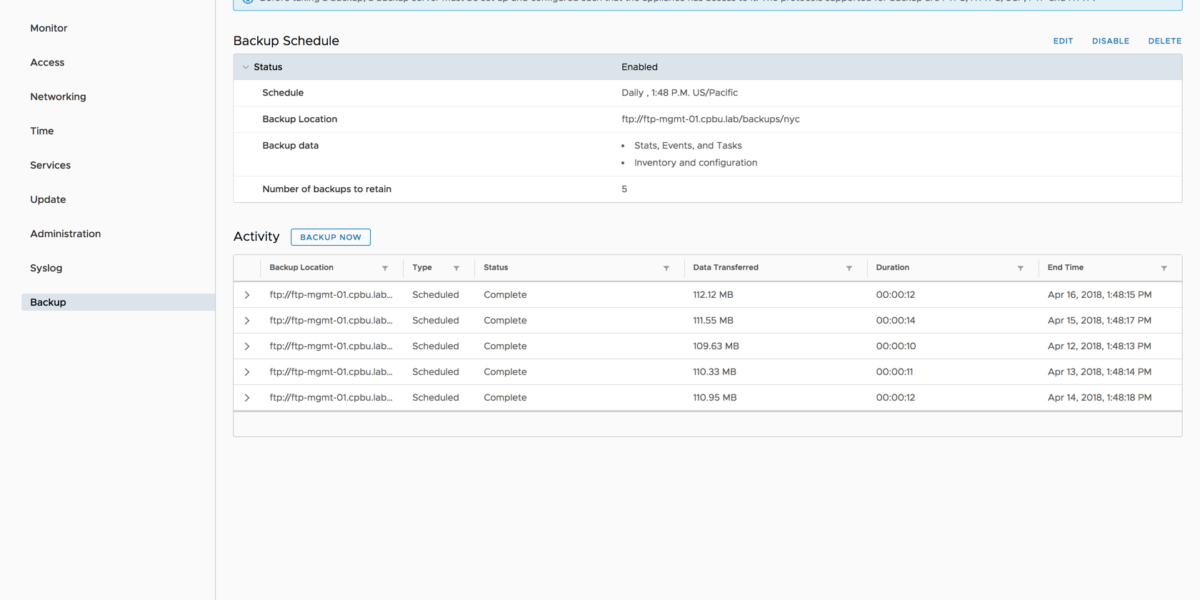 Monitor
Access
Networking
Time
Services
Update
Administration
Syslog
Backup
Backup Schedule
EDIT DISABLE DELETE
Status Enabled
Schedule Daily , 1:48 P.M. US/Pacific
Backup Location ftp://ftp-mgmt-01.cpbu.lab/backups/nyc
Backup data • Stats, Events, and Tasks
• Inventory and configuration
Number of backups to retain 5
Activity BACKUP NOW
Backup Location Type Status Data Transferred Duration End Time
ftp://ftp-mgmt-01.cpbu.lab... Scheduled Complete 112.12 MB 00:00:12 Apr 16, 2018, 1:48:15 PM
ftp://ftp-mgmt-01.cpbu.lab... Scheduled Complete 111.55 MB 00:00:14 Apr 15, 2018, 1:48:17 PM
ftp://ftp-mgmt-01.cpbu.lab... Scheduled Complete 109.63 MB 00:00:10 Apr 12, 2018, 1:48:13 PM
ftp://ftp-mgmt-01.cpbu.lab... Scheduled Complete 110.33 MB 00:00:11 Apr 13, 2018, 1:48:14 PM
ftp://ftp-mgmt-01.cpbu.lab... Scheduled Complete 110.95 MB 00:00:12 Apr 14, 2018, 1:48:18 PM